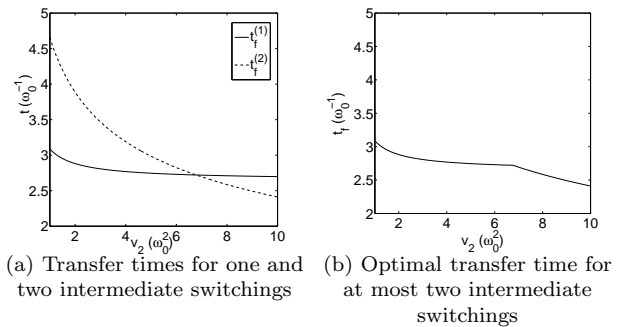 5
4.5
4
3.5
3
2.5
2
t (ω₀⁻¹)
t_f^(1)
t_f^(2)
2 4 6 8 10
v₂ (ω₀²)
(a) Transfer times for one and
two intermediate switchings
5
4.5
4
3.5
3
2.5
2
t_f (ω₀⁻¹)
2 4 6 8 10
v₂ (ω₀²)
(b) Optimal transfer time for
at most two intermediate
switchings